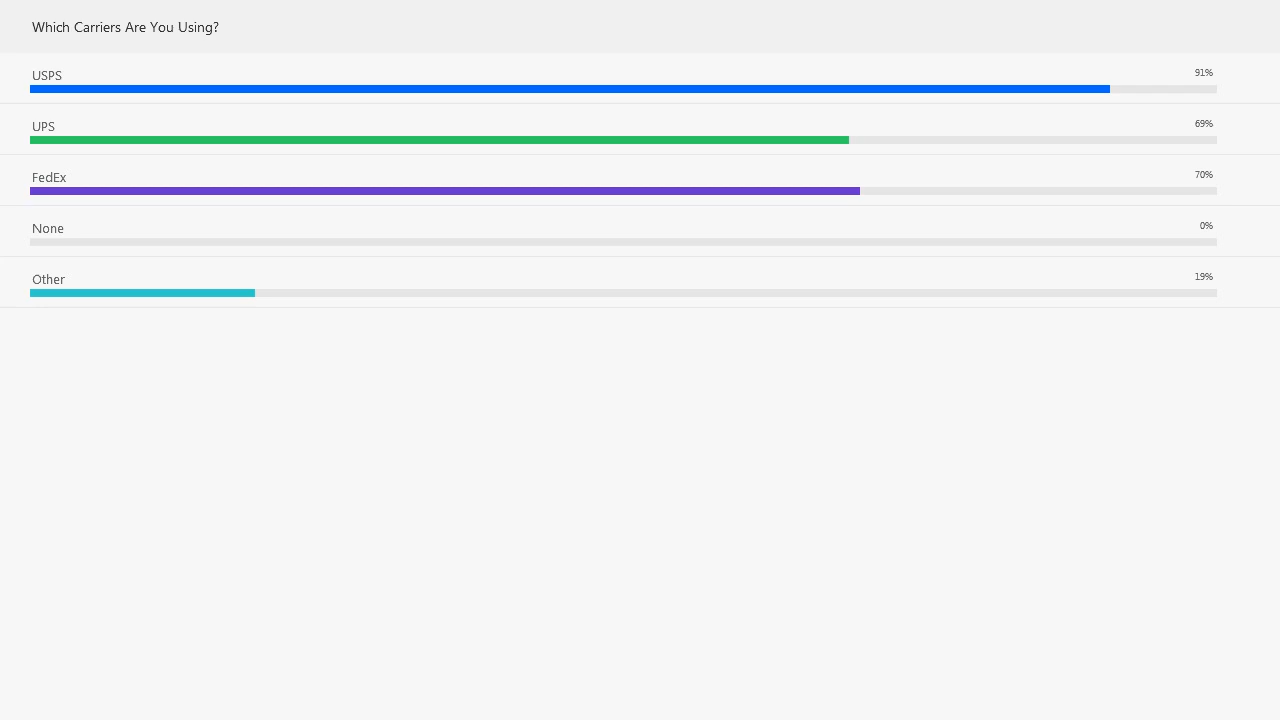 Which Carriers Are You Using?
USPS 91%
UPS 69%
FedEx 70%
None 0%
Other 19%